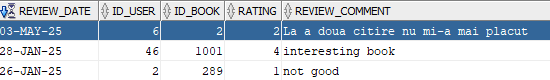 REVIEW_DATE ID_USER ID_BOOK RATING REVIEW_COMMENT
03-MAY-25 6 2 2 La a doua citire nu mi-a mai placut
28-JAN-25 46 1001 4 interesting book
26-JAN-25 2 289 1 not good